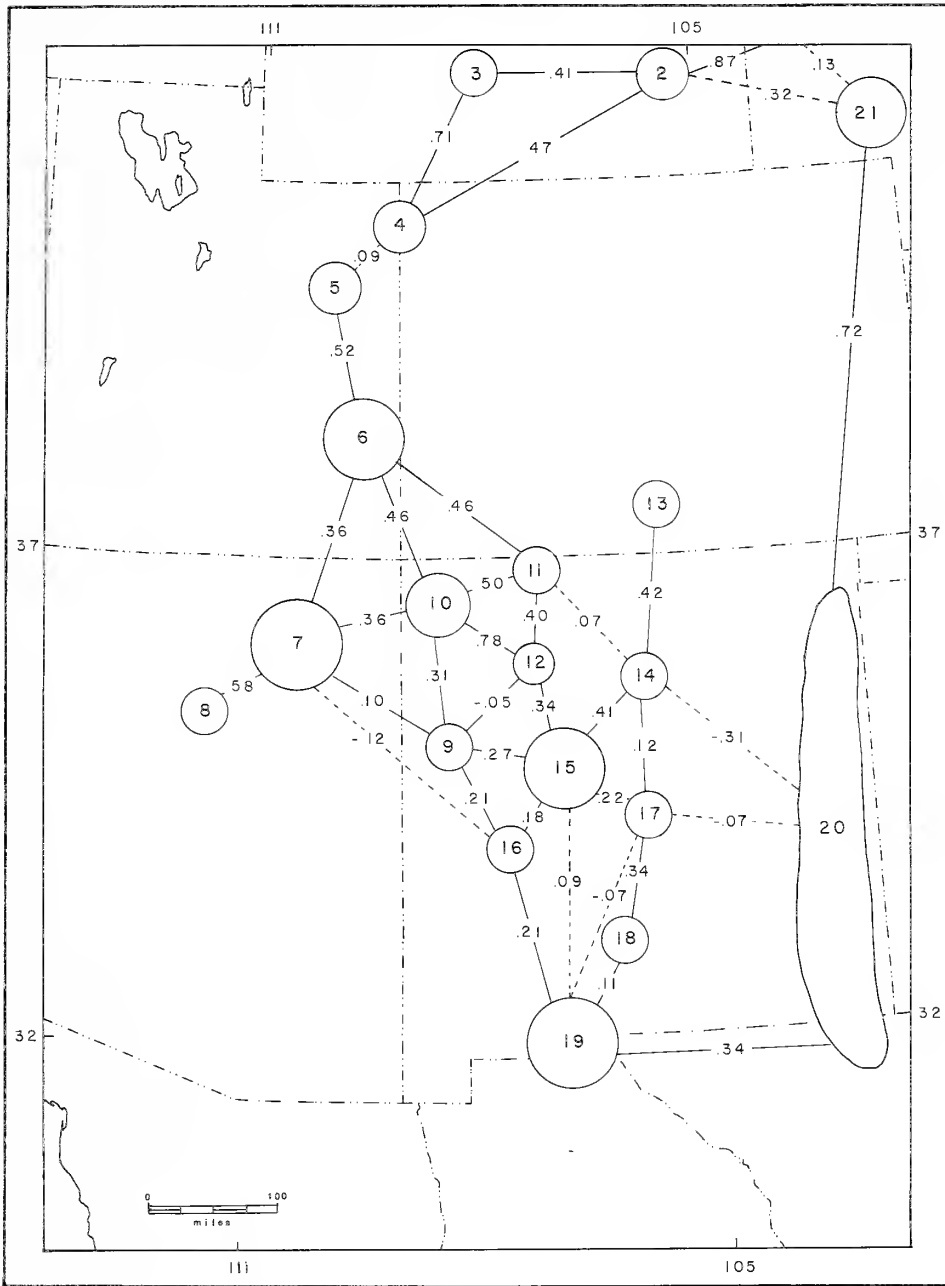 111 105
3 .41 2 .87 .13
.32 21
.71 .47
4
.09
5
.52 .72
6
.36 .46 .46 13
37 37
11
.50
10 .40 .07 .42
.36 .78
7 12 14
.58 .31
8 .10 -.05 .34 .41 -.31
-.12 9 .27 15 .12
.21 .22 17 -.07 20
.18
16
.09 -.07 .34
.21 18
.11
32 19 .34 32
0 100
miles
111 105